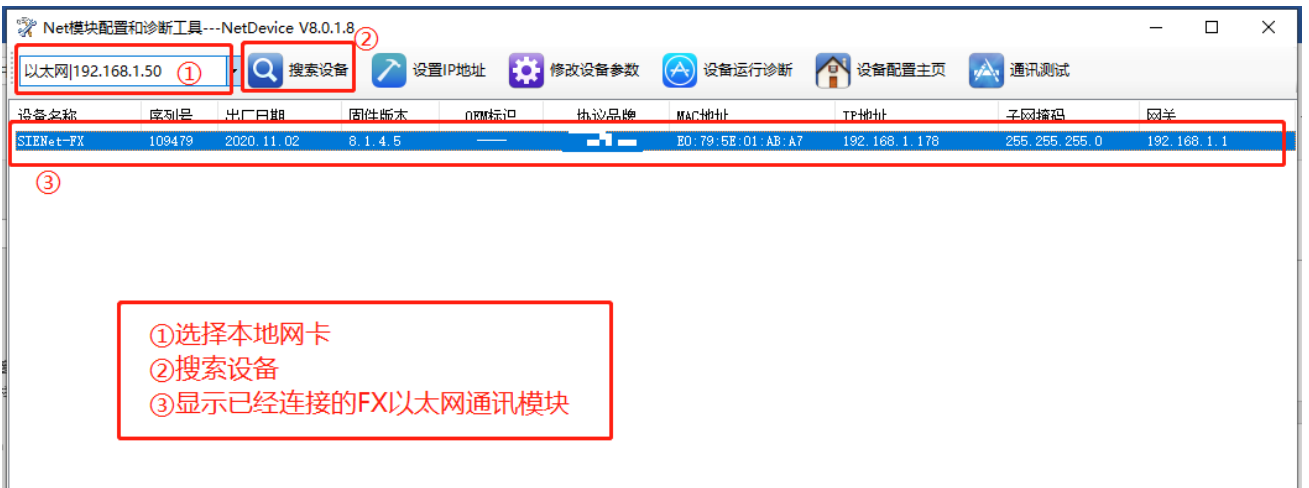 Net模块配置和诊断工具---NetDevice V8.0.1.8
②
以太网|192.168.1.50 ① 搜索设备 设置IP地址 修改设备参数 设备运行诊断 设备配置主页 通讯测试
设备名称 序列号 出厂日期 固件版本 OEM标记 协议品牌 MAC地址 IP地址 子网掩码 网关
SIENet-FX 109479 2020.11.02 8.1.4.5 —— E0:79:5E:01:AB:A7 192.168.1.178 255.255.255.0 192.168.1.1
③
①选择本地网卡
②搜索设备
③显示已经连接的FX以太网通讯模块